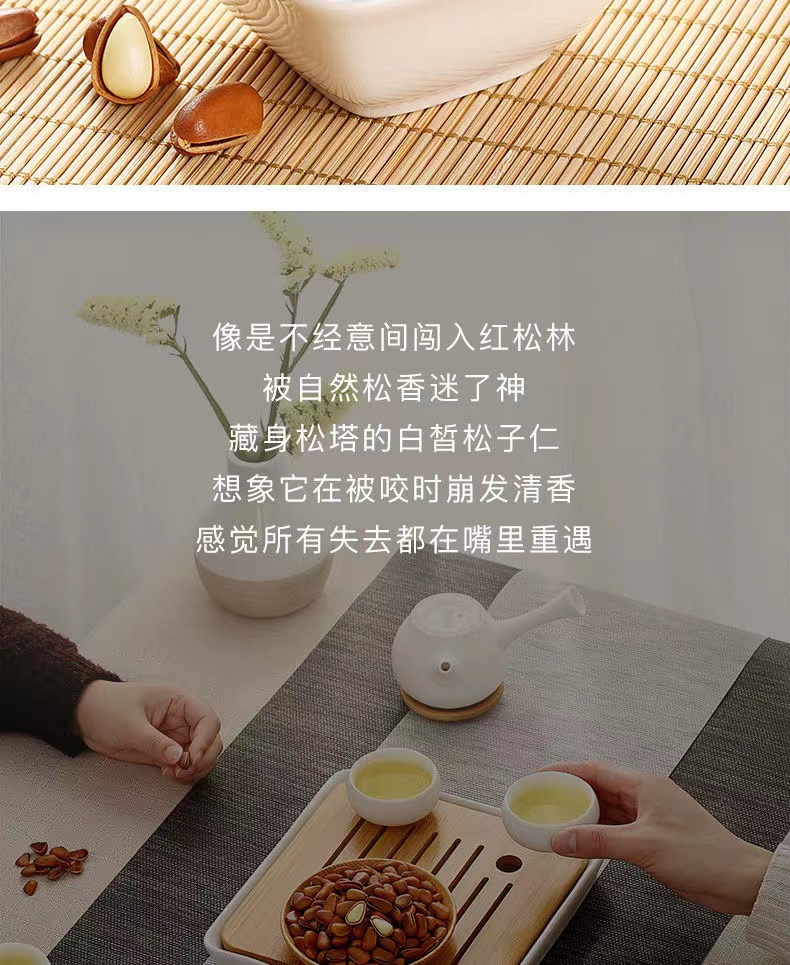 像是不经意间闯入红松林
被自然松香迷了神
藏身松塔的白皙松子仁
想象它在被咬时崩发清香
感觉所有失去都在嘴里重遇